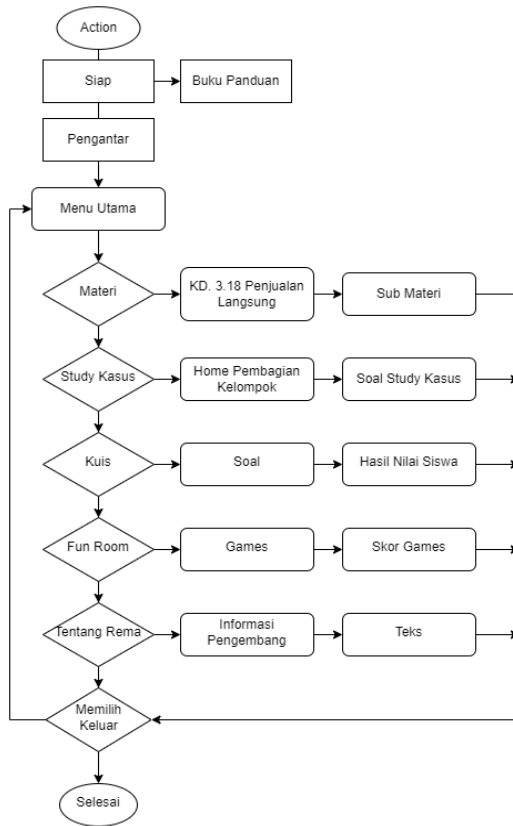 Action
Siap
Buku Panduan
Pengantar
Menu Utama
Materi
KD. 3.18 Penjualan
Langsung
Sub Materi
Study Kasus
Home Pembagian
Kelompok
Soal Study Kasus
Kuis
Soal
Hasil Nilai Siswa
Fun Room
Games
Skor Games
Tentang Rema
Informasi
Pengembang
Teks
Memilih
Keluar
Selesai